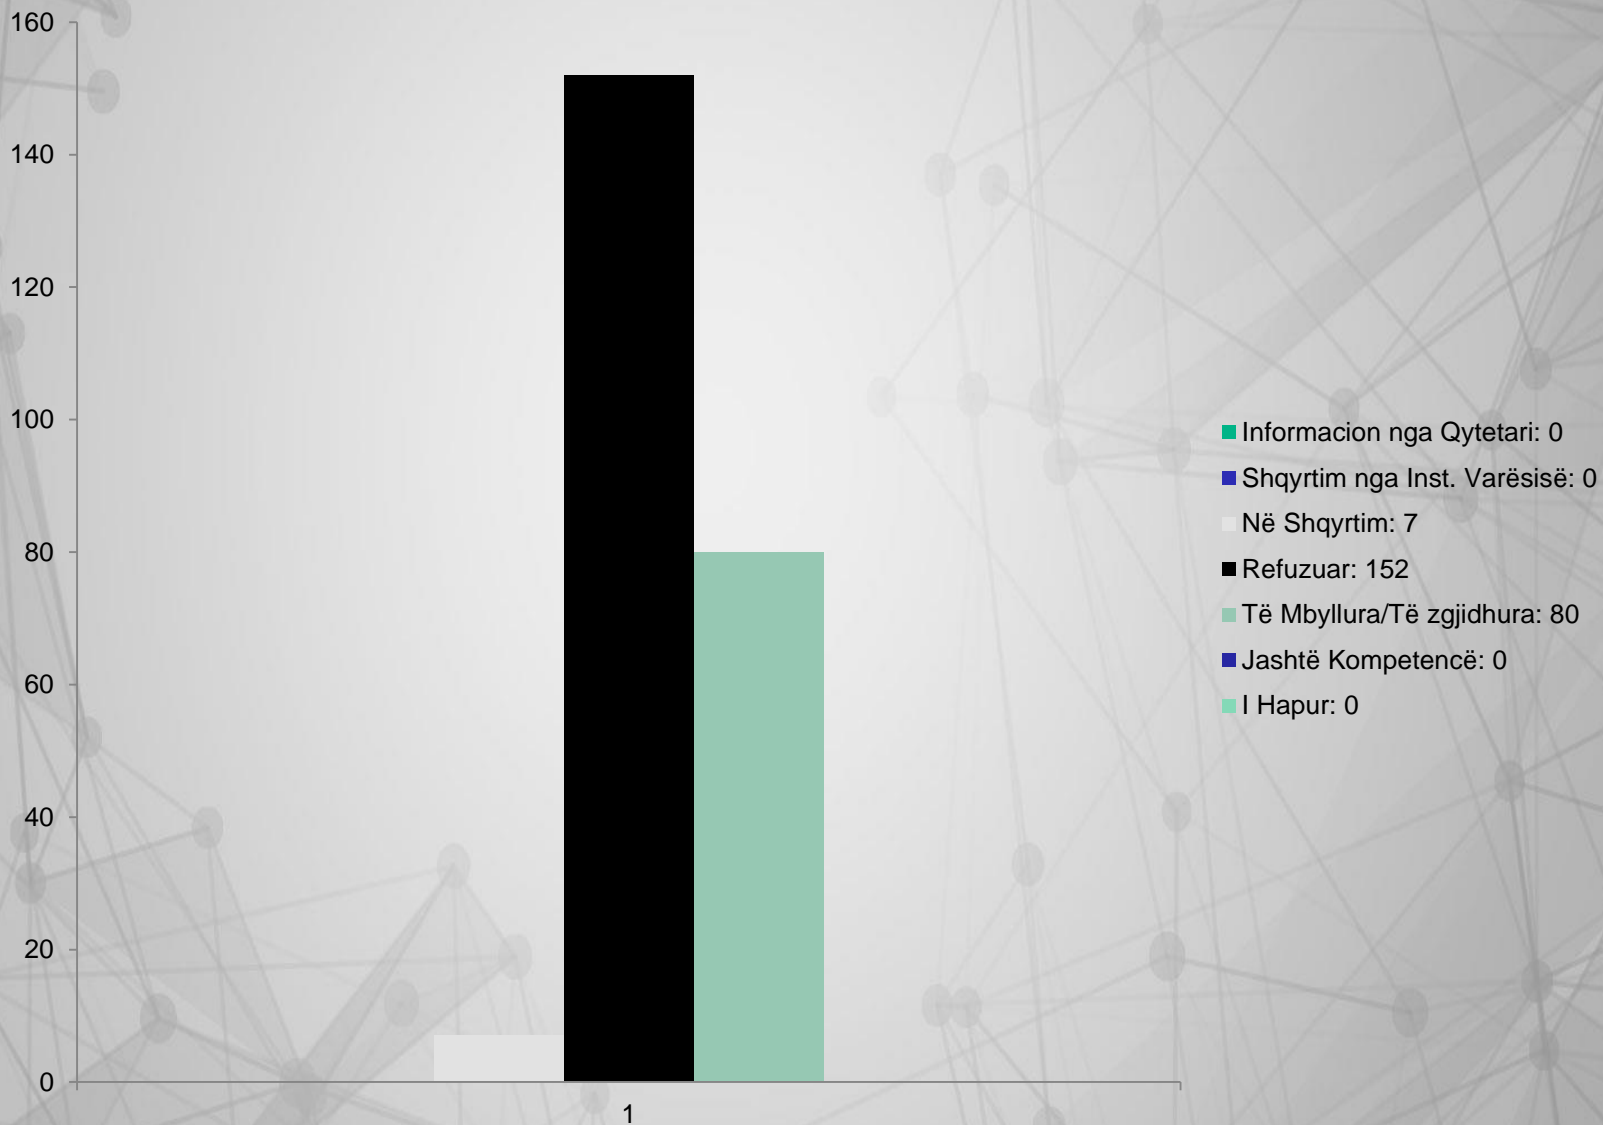 160
140
120
100
80
60
40
20
0
1
Informacion nga Qytetari: 0
Shqyrtim nga Inst. Varësisë: 0
Në Shqyrtim: 7
Refuzuar: 152
Të Mbyllura/Të zgjidhura: 80
Jashtë Kompetencë: 0
I Hapur: 0